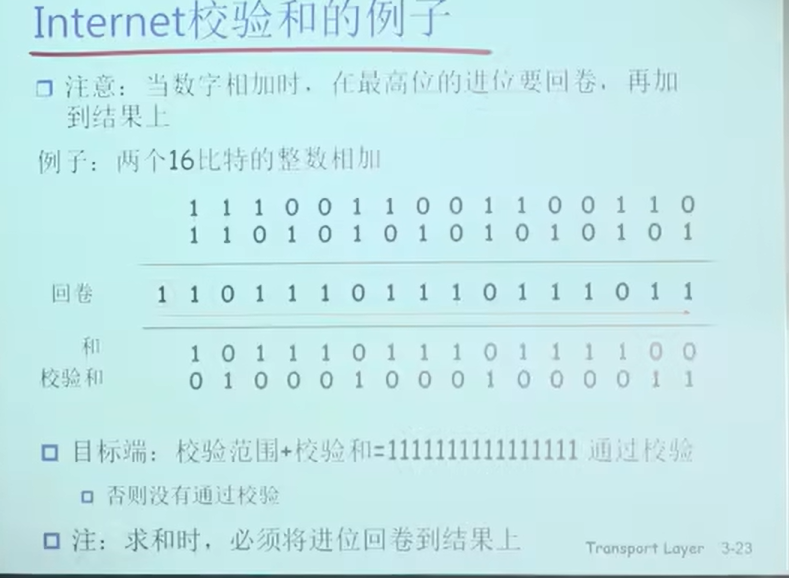 Internet校验和的例子
注意：当数字相加时，在最高位的进位要回卷，再加
到结果上
例子：两个16比特的整数相加
1 1 1 0 0 1 1 0 0 1 1 0 0 1 1 0
1 1 0 1 0 1 0 1 0 1 0 1 0 1 0 1
回卷 1 1 0 1 1 1 0 1 1 1 0 1 1 1 0 1 1
和 1 0 1 1 1 0 1 1 1 0 1 1 1 1 0 0
校验和 0 1 0 0 0 1 0 0 0 1 0 0 0 0 1 1
目标端：校验范围+校验和=1111111111111111 通过校验
否则没有通过校验
注：求和时，必须将进位回卷到结果上
Transport Layer 3-23